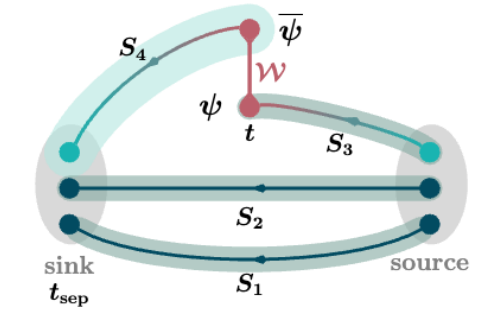 S₄
ψ̅
𝒲
ψ
t
S₃
S₂
sink
source
t_sep
S₁